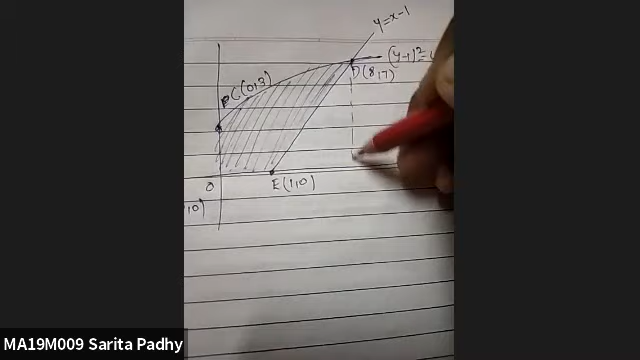 y=x-1
(y-1)²=
C(0,3)
D(8,7)
O
E(1,0)
,0)
MA19M009 Sarita Padhy